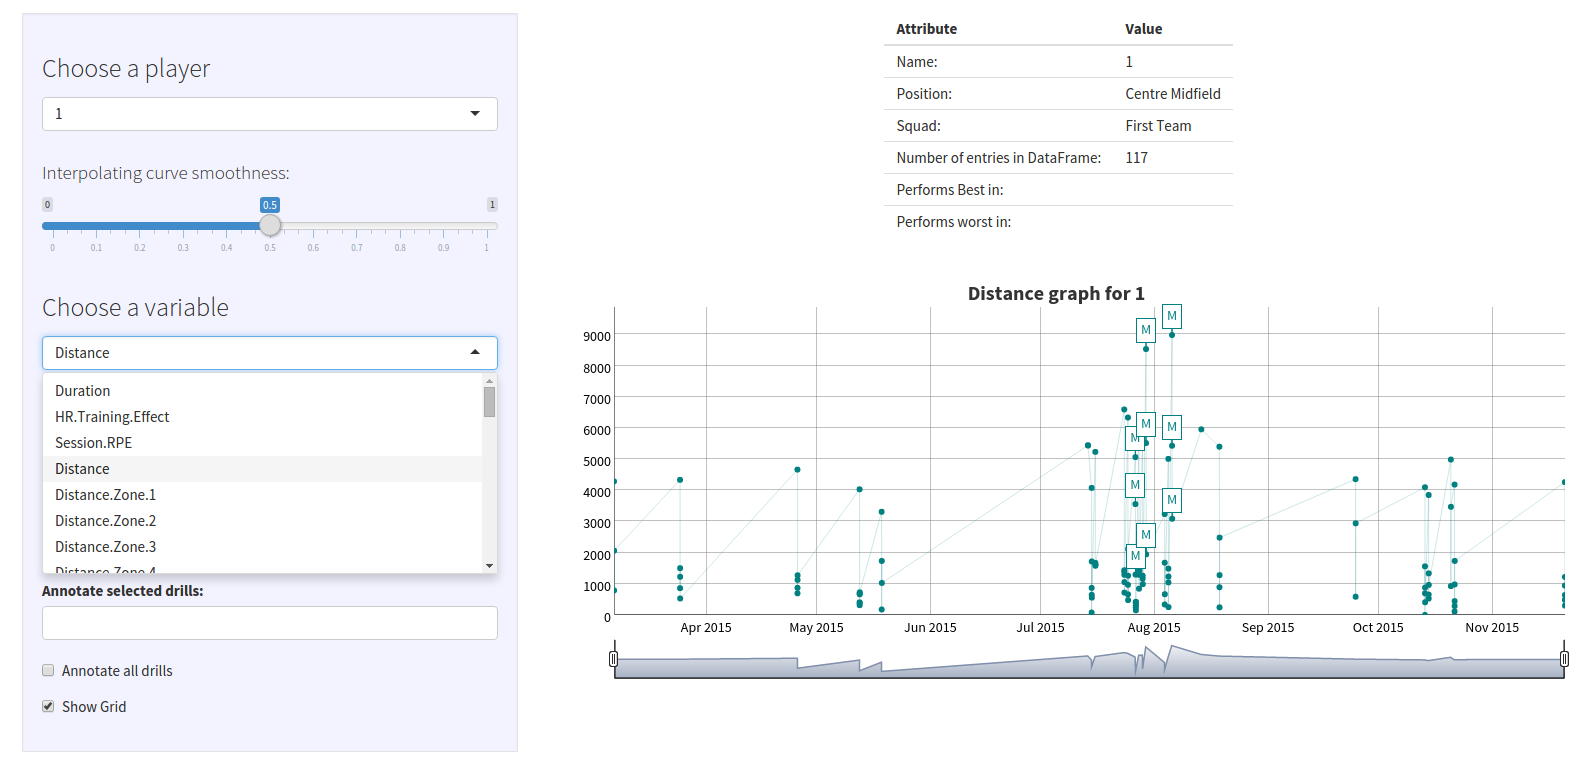 Choose a player
1
Interpolating curve smoothness:
0 0.5 1
0 0.1 0.2 0.3 0.4 0.5 0.6 0.7 0.8 0.9 1
Choose a variable
Distance
Duration
HR.Training.Effect
Session.RPE
Distance
Distance.Zone.1
Distance.Zone.2
Distance.Zone.3
Distance.Zone.4
Annotate selected drills:
Annotate all drills
Show Grid
Attribute Value
Name: 1
Position: Centre Midfield
Squad: First Team
Number of entries in DataFrame: 117
Performs Best in:
Performs worst in:
Distance graph for 1
9000
8000
7000
6000
5000
4000
3000
2000
1000
0
M
M
M
M
M
M
M
M
M
Apr 2015 May 2015 Jun 2015 Jul 2015 Aug 2015 Sep 2015 Oct 2015 Nov 2015